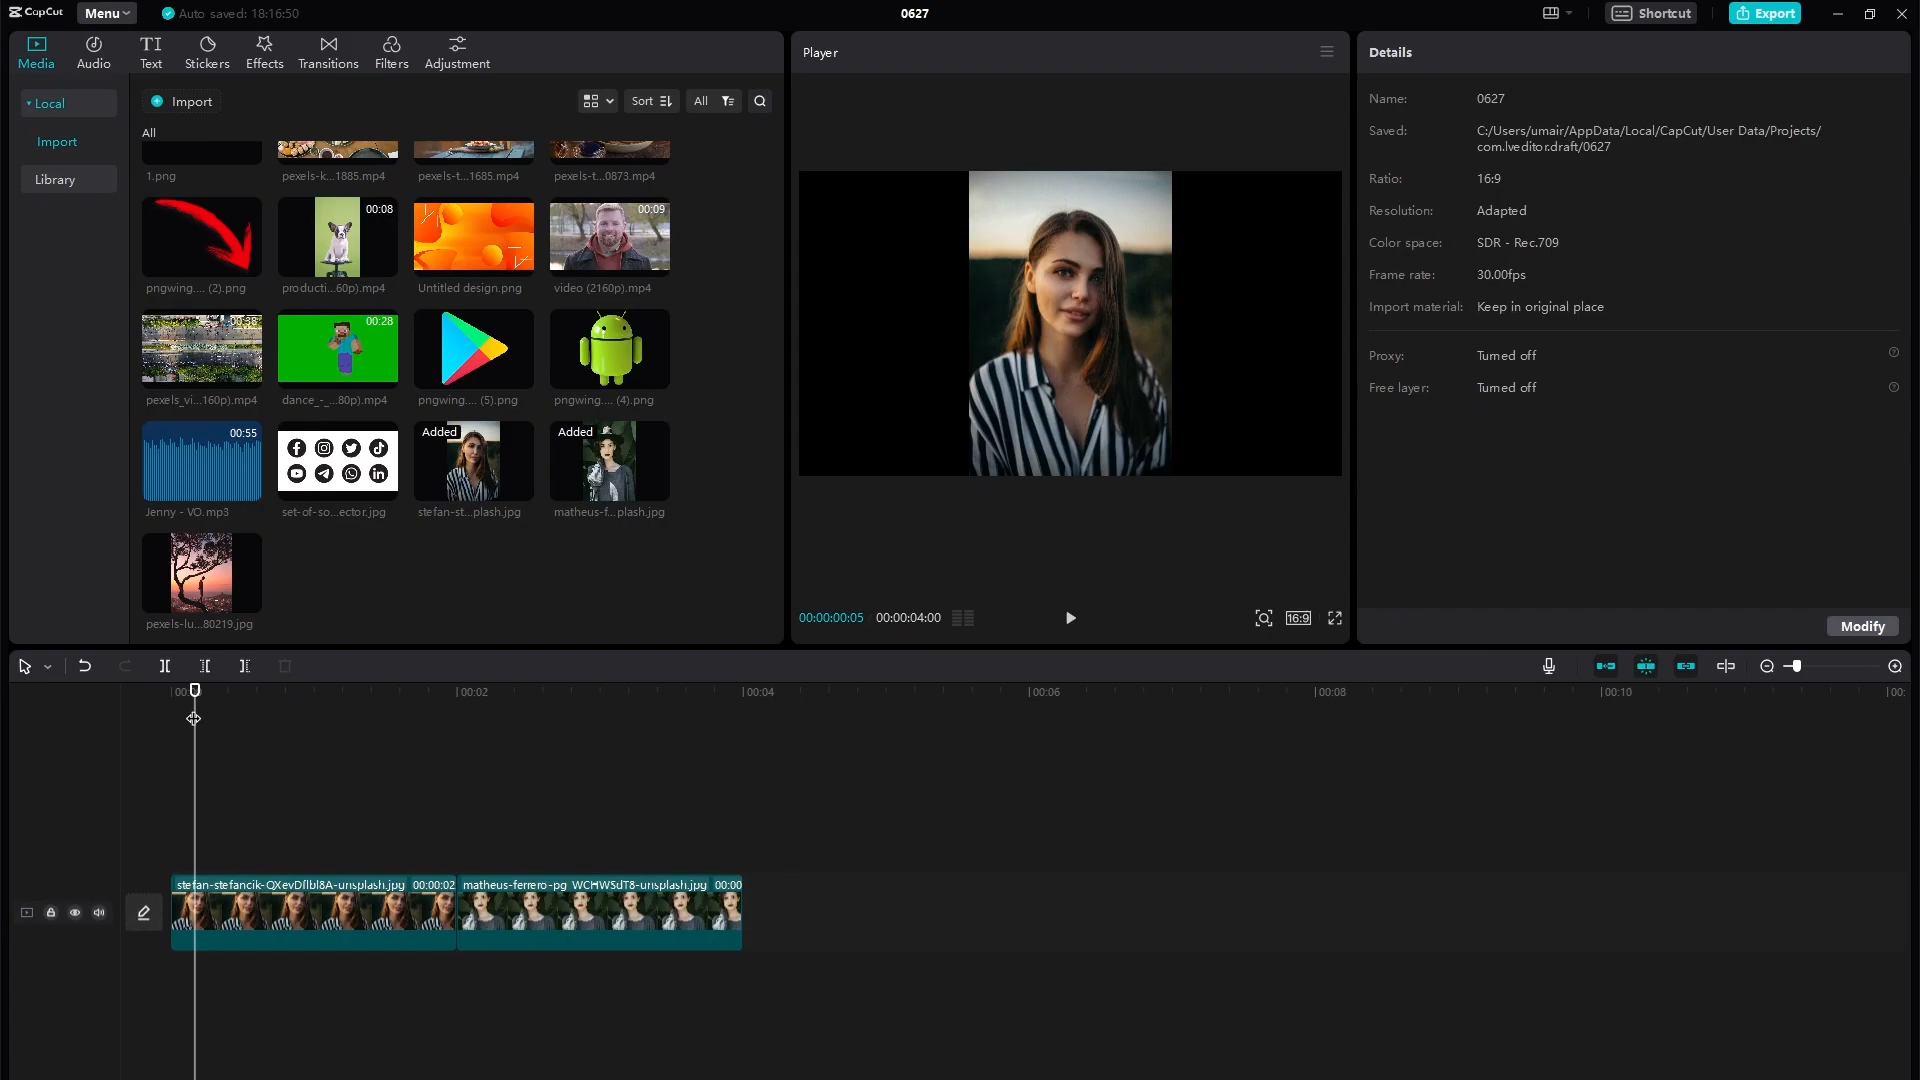 CapCut
Menu
Auto saved: 18:16:50
0627
Shortcut
Export
Media
Audio
Text
Stickers
Effects
Transitions
Filters
Adjustment
Local
Import
Library
Import
Sort
All
All
1.png
pexels-k...1885.mp4
pexels-t...1685.mp4
pexels-t...0873.mp4
00:08
00:09
pngwing.... (2).png
producti...60p).mp4
Untitled design.png
video (2160p).mp4
00:38
00:28
pexels_vi...160p).mp4
dance_-_...80p).mp4
pngwing.... (5).png
pngwing.... (4).png
00:55
Added
Added
Jenny - VO.mp3
set-of-so...ector.jpg
stefan-st...plash.jpg
matheus-f...plash.jpg
pexels-lu...80219.jpg
Player
00:00:00:05
00:00:04:00
16:9
Details
Name: 0627
Saved: C:/Users/umair/AppData/Local/CapCut/User Data/Projects/
com.lveditor.draft/0627
Ratio: 16:9
Resolution: Adapted
Color space: SDR - Rec.709
Frame rate: 30.00fps
Import material: Keep in original place
Proxy: Turned off
Free layer: Turned off
Modify
00:02
00:04
00:06
00:08
00:10
00:
stefan-stefancik-QXevDflbl8A-unsplash.jpg 00:00:02
matheus-ferrero-pg_WCHWSdT8-unsplash.jpg 00:00